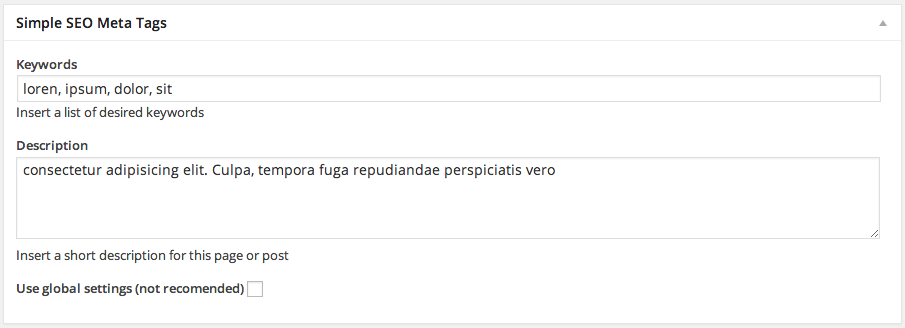 Simple SEO Meta Tags
Keywords
loren, ipsum, dolor, sit
Insert a list of desired keywords
Description
consectetur adipisicing elit. Culpa, tempora fuga repudiandae perspiciatis vero
Insert a short description for this page or post
Use global settings (not recomended)